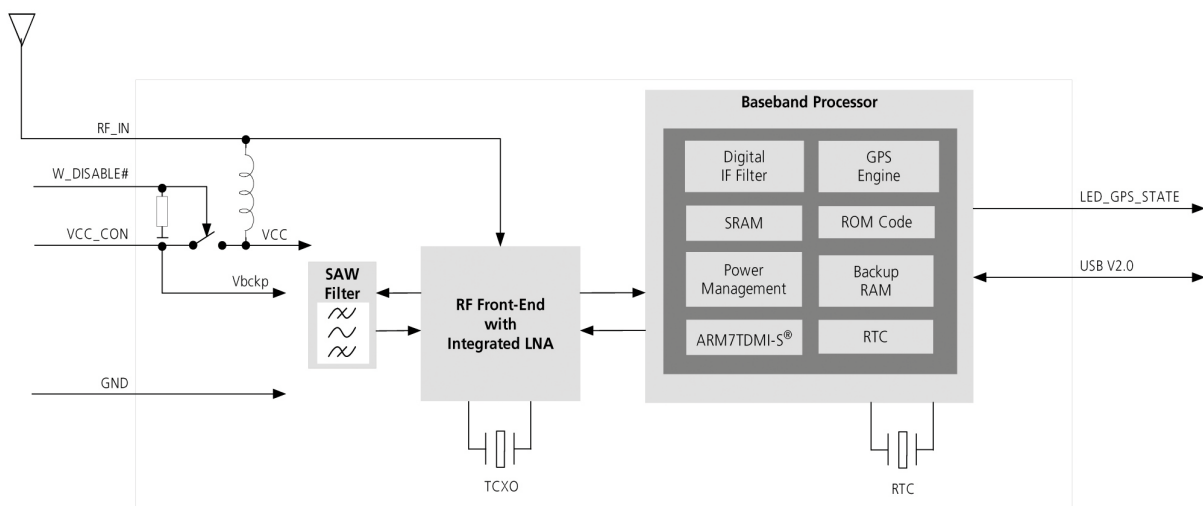 RF_IN
W_DISABLE#
VCC_CON
VCC
Vbckp
GND
SAW
Filter
RF Front-End
with
Integrated LNA
TCXO
Baseband Processor
Digital
IF Filter
GPS
Engine
SRAM
ROM Code
Power
Management
Backup
RAM
ARM7TDMI-S®
RTC
RTC
LED_GPS_STATE
USB V2.0